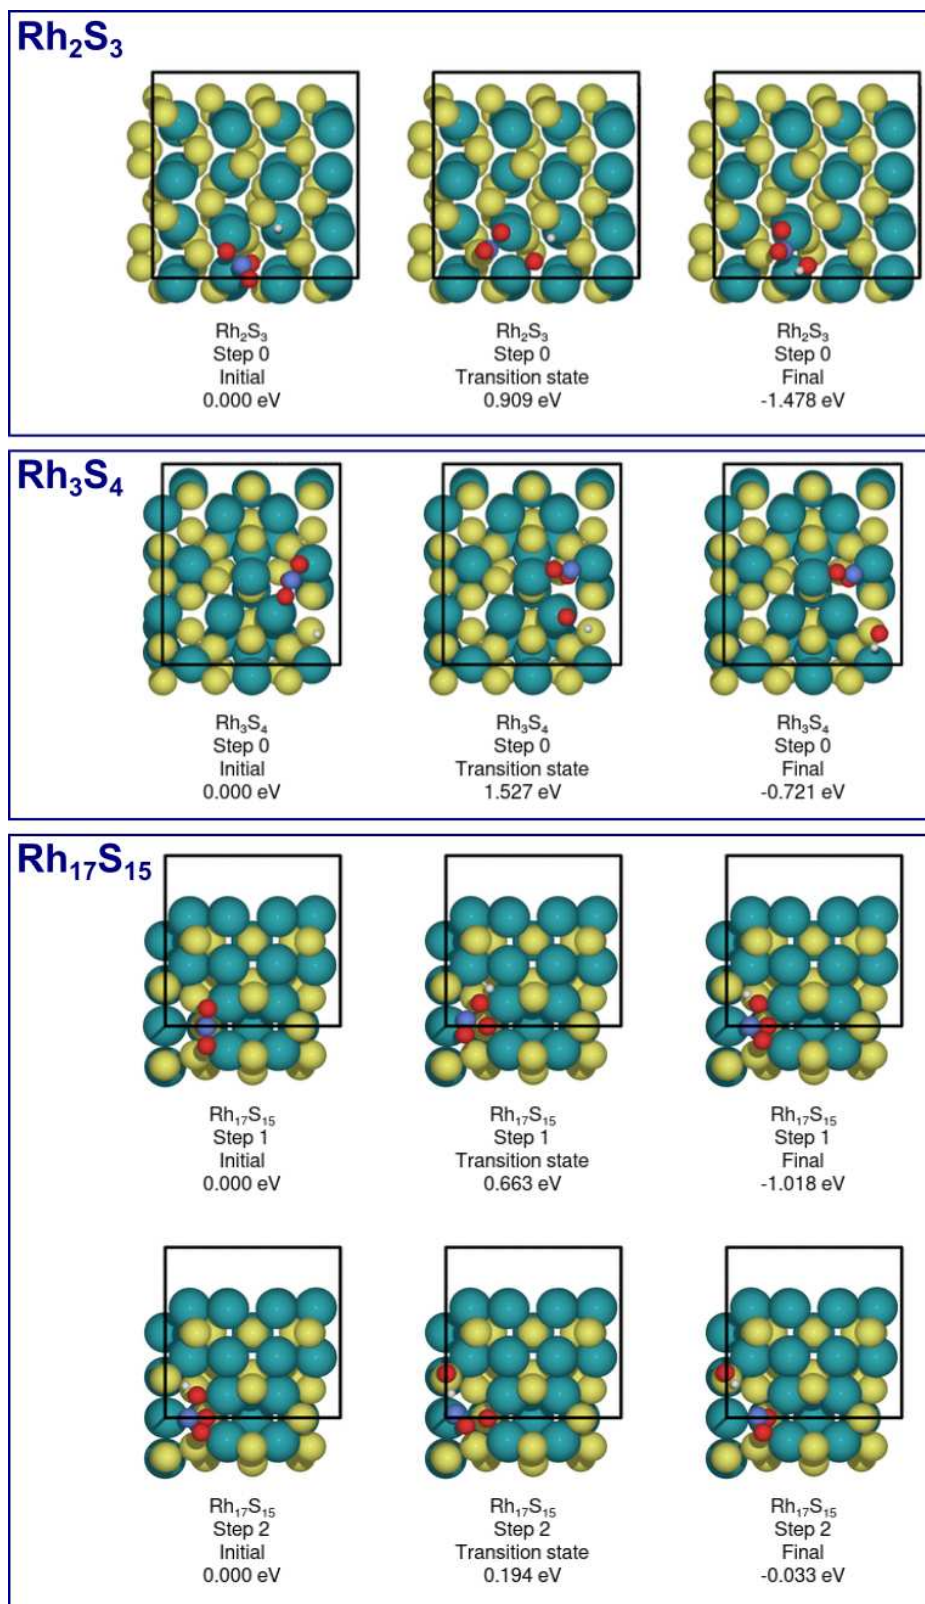 Rh₂S₃
Rh₂S₃ Rh₂S₃ Rh₂S₃
Step 0 Step 0 Step 0
Initial Transition state Final
0.000 eV 0.909 eV -1.478 eV
Rh₃S₄
Rh₃S₄ Rh₃S₄ Rh₃S₄
Step 0 Step 0 Step 0
Initial Transition state Final
0.000 eV 1.527 eV -0.721 eV
Rh₁₇S₁₅
Rh₁₇S₁₅ Rh₁₇S₁₅ Rh₁₇S₁₅
Step 1 Step 1 Step 1
Initial Transition state Final
0.000 eV 0.663 eV -1.018 eV
Rh₁₇S₁₅ Rh₁₇S₁₅ Rh₁₇S₁₅
Step 2 Step 2 Step 2
Initial Transition state Final
0.000 eV 0.194 eV -0.033 eV